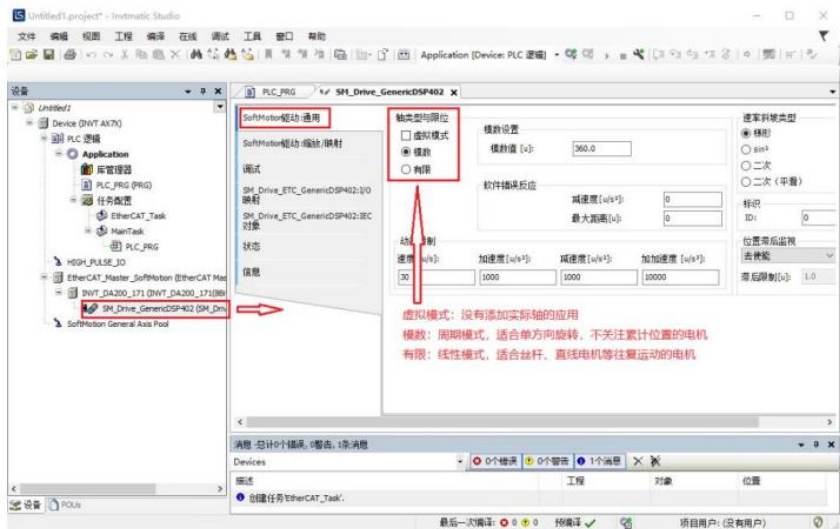 Untitled1.project* - Invtmatic Studio
文件 编辑 视图 工程 编译 在线 调试 工具 窗口 帮助
Application [Device: PLC 逻辑]
设备
Untitled1
Device (INVT AX7X)
PLC 逻辑
Application
库管理器
PLC_PRG (PRG)
任务配置
EtherCAT_Task
MainTask
PLC_PRG
HIGH_PULSE_IO
EtherCAT_Master_SoftMotion (EtherCAT Mas
INVT_DA200_171 (INVT_DA200_171(
SM_Drive_GenericDSP402 (SM_Driv
SoftMotion General Axis Pool
设备 POUs
PLC_PRG SM_Drive_GenericDSP402
SoftMotion驱动:通用
SoftMotion驱动:缩放/映射
调试
SM_Drive_ETC_GenericDSP402:I/O
映射
SM_Drive_ETC_GenericDSP402:IEC
对象
状态
信息
轴类型与限位
虚拟模式
模数
有限
模数设置
模数值 [u]: 360.0
软件错误反应
减速度[u/s²]: 0
最大距离[u]: 0
速度[u/s]: 加速度[u/s²]: 减速度[u/s²]: 加加速度 [u/s³]:
30 1000 1000 10000
速率斜坡类型
梯形
sin²
二次
二次 (平滑)
标识
ID: 0
位置滞后监视
去使能
滞后限制[u]: 1.0
虚拟模式：没有添加实际轴的应用
模数：周期模式，适合单方向旋转，不关注累计位置的电机
有限：线性模式，适合丝杆，直线电机等往复运动的电机
消息 -总计0个错误, 0警告, 1条消息
Devices 0个错误 0个警告 1个消息
描述 工程 对象 位置
创建任务'EtherCAT_Task'.
最后一次编译: 0 0 预编译 项目用户: (没有用户)